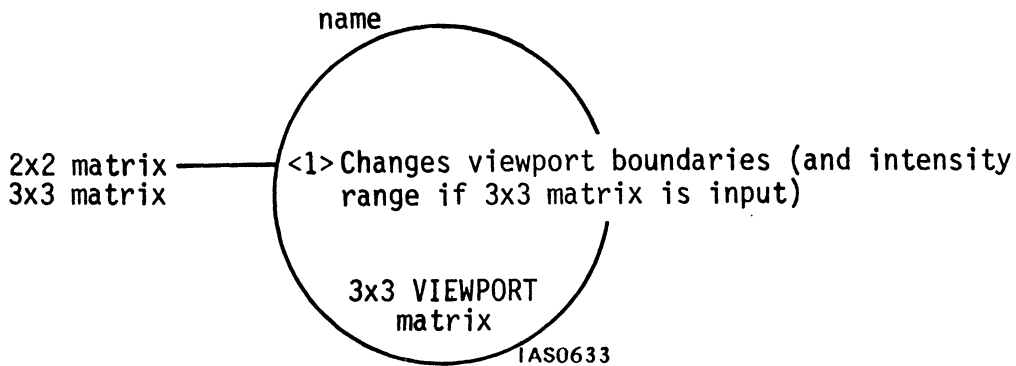 name
2x2 matrix
3x3 matrix
<1> Changes viewport boundaries (and intensity
range if 3x3 matrix is input)
3x3 VIEWPORT
matrix
IAS0633